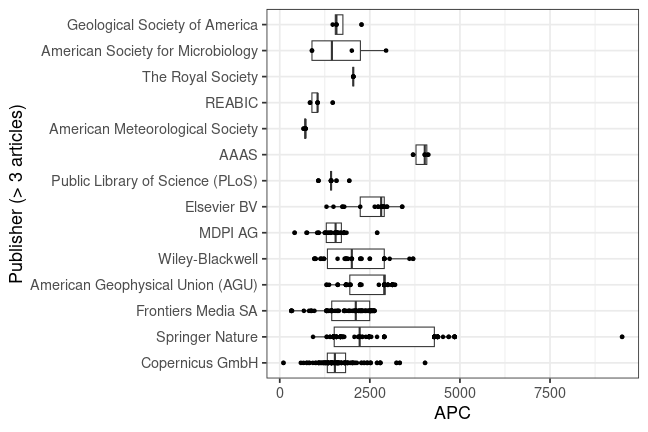 Publisher (> 3 articles)
Geological Society of America
American Society for Microbiology
The Royal Society
REABIC
American Meteorological Society
AAAS
Public Library of Science (PLoS)
Elsevier BV
MDPI AG
Wiley-Blackwell
American Geophysical Union (AGU)
Frontiers Media SA
Springer Nature
Copernicus GmbH
0 2500 5000 7500
APC